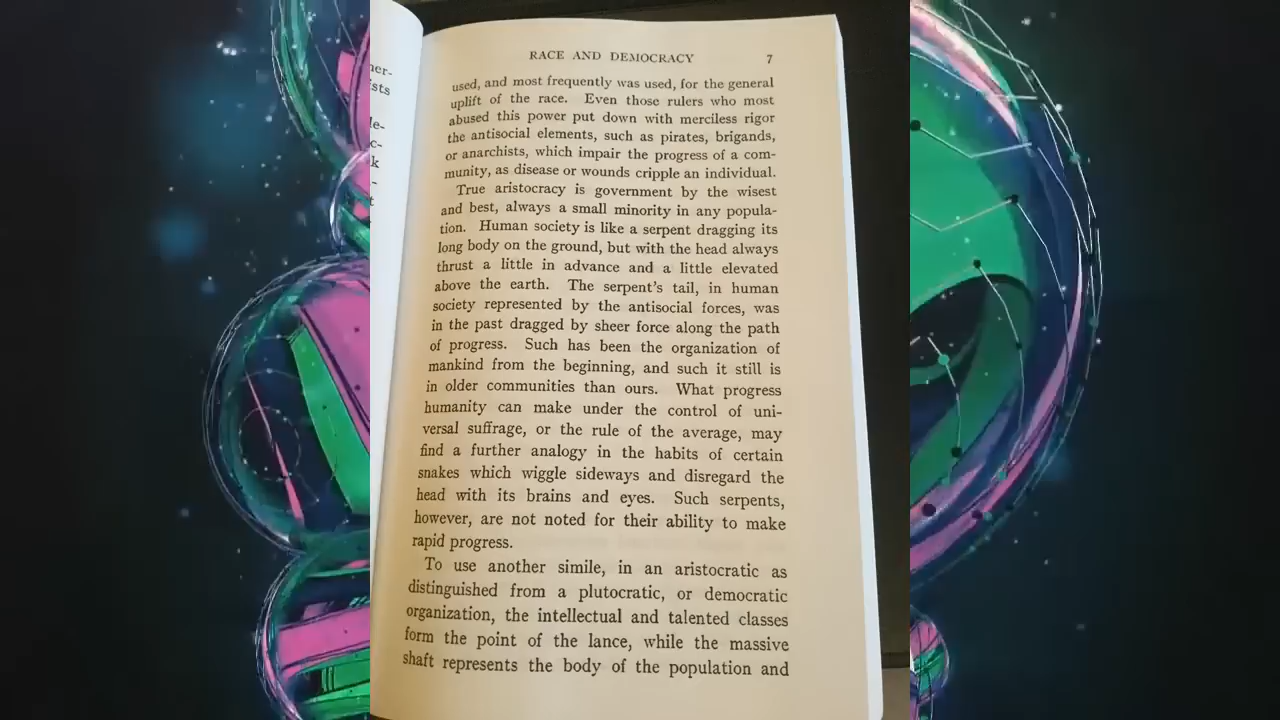 RACE AND DEMOCRACY 7
used, and most frequently was used, for the general
uplift of the race. Even those rulers who most
abused this power put down with merciless rigor
the antisocial elements, such as pirates, brigands,
or anarchists, which impair the progress of a com-
munity, as disease or wounds cripple an individual.
True aristocracy is government by the wisest
and best, always a small minority in any popula-
tion. Human society is like a serpent dragging its
long body on the ground, but with the head always
thrust a little in advance and a little elevated
above the earth. The serpent's tail, in human
society represented by the antisocial forces, was
in the past dragged by sheer force along the path
of progress. Such has been the organization of
mankind from the beginning, and such it still is
in older communities than ours. What progress
humanity can make under the control of uni-
versal suffrage, or the rule of the average, may
find a further analogy in the habits of certain
snakes which wiggle sideways and disregard the
head with its brains and eyes. Such serpents,
however, are not noted for their ability to make
rapid progress.
To use another simile, in an aristocratic as
distinguished from a plutocratic, or democratic
organization, the intellectual and talented classes
form the point of the lance, while the massive
shaft represents the body of the population and